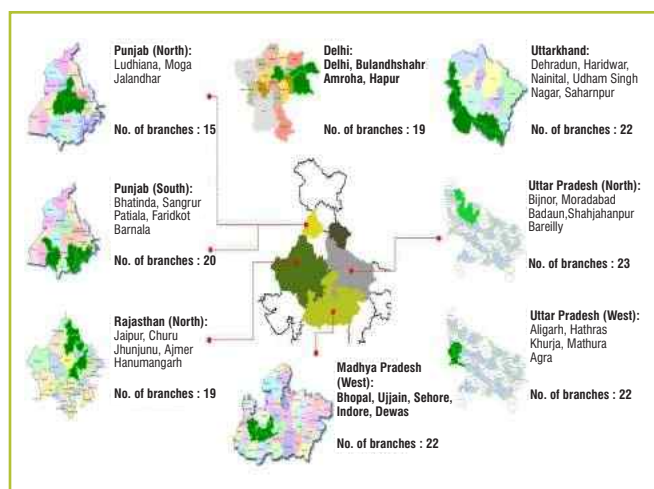 Punjab (North):
Ludhiana, Moga
Jalandhar
No. of branches : 15
Delhi:
Delhi, Bulandhshahr
Amroha, Hapur
No. of branches : 19
Uttarkhand:
Dehradun, Haridwar,
Nainital, Udham Singh
Nagar, Saharnpur
No. of branches : 22
Punjab (South):
Bhatinda, Sangrur
Patiala, Faridkot
Barnala
No. of branches : 20
Uttar Pradesh (North):
Bijnor, Moradabad
Badaun,Shahjahanpur
Bareilly
No. of branches : 23
Rajasthan (North):
Jaipur, Churu
Jhunjunu, Ajmer
Hanumangarh
No. of branches : 19
Uttar Pradesh (West):
Aligarh, Hathras
Khurja, Mathura
Agra
No. of branches : 22
Madhya Pradesh
(West):
Bhopal, Ujjain, Sehore,
Indore, Dewas
No. of branches : 22